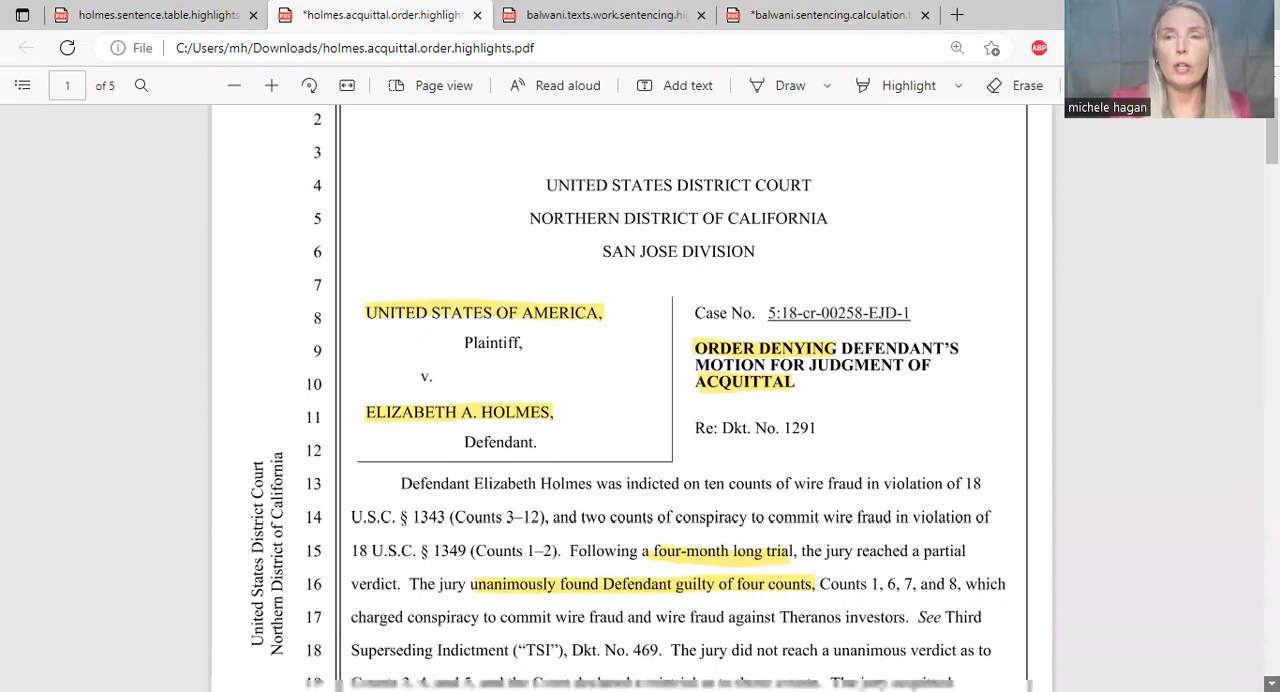 holmes.sentence.table.highlights
*holmes.acquittal.order.highligh
balwani.texts.work.sentencing.hi
*balwani.sentencing.calculation.t
File
C:/Users/mh/Downloads/holmes.acquittal.order.highlights.pdf
ABP
1 of 5
Page view
Read aloud
Add text
Draw
Highlight
Erase
michele hagan
2
3
4 UNITED STATES DISTRICT COURT
5 NORTHERN DISTRICT OF CALIFORNIA
6 SAN JOSE DIVISION
7
8 UNITED STATES OF AMERICA,
Plaintiff,
9
v.
10
11 ELIZABETH A. HOLMES,
Defendant.
12
Case No. 5:18-cr-00258-EJD-1
ORDER DENYING DEFENDANT'S
MOTION FOR JUDGMENT OF
ACQUITTAL
Re: Dkt. No. 1291
United States District Court
Northern District of California
13 Defendant Elizabeth Holmes was indicted on ten counts of wire fraud in violation of 18
14 U.S.C. § 1343 (Counts 3–12), and two counts of conspiracy to commit wire fraud in violation of
15 18 U.S.C. § 1349 (Counts 1–2). Following a four-month long trial, the jury reached a partial
16 verdict. The jury unanimously found Defendant guilty of four counts, Counts 1, 6, 7, and 8, which
17 charged conspiracy to commit wire fraud and wire fraud against Theranos investors. See Third
18 Superseding Indictment ("TSI"), Dkt. No. 469. The jury did not reach a unanimous verdict as to